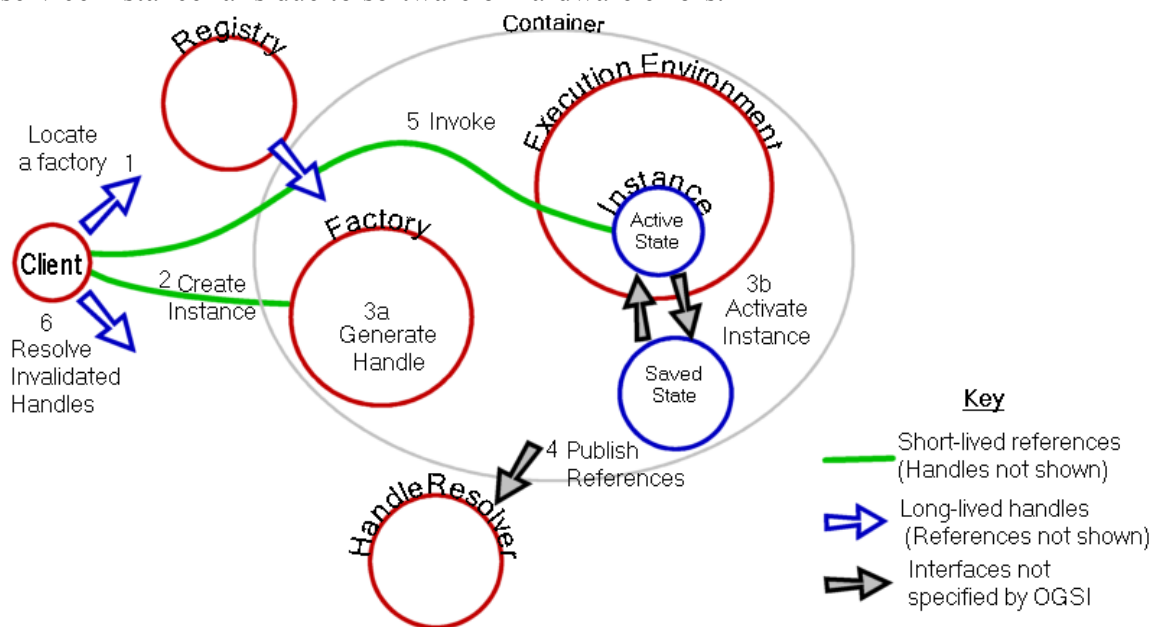 Container
Registry
Execution Environment
5 Invoke
Locate
a factory 1
Instance
Active
State
Factory
Client
2 Create
Instance
3a
Generate
Handle
3b
Activate
Instance
6
Resolve
Invalidated
Handles
Saved
State
Key
4 Publish
References
Short-lived references
(Handles not shown)
HandleResolver
Long-lived handles
(References not shown)
Interfaces not
specified by OGSI